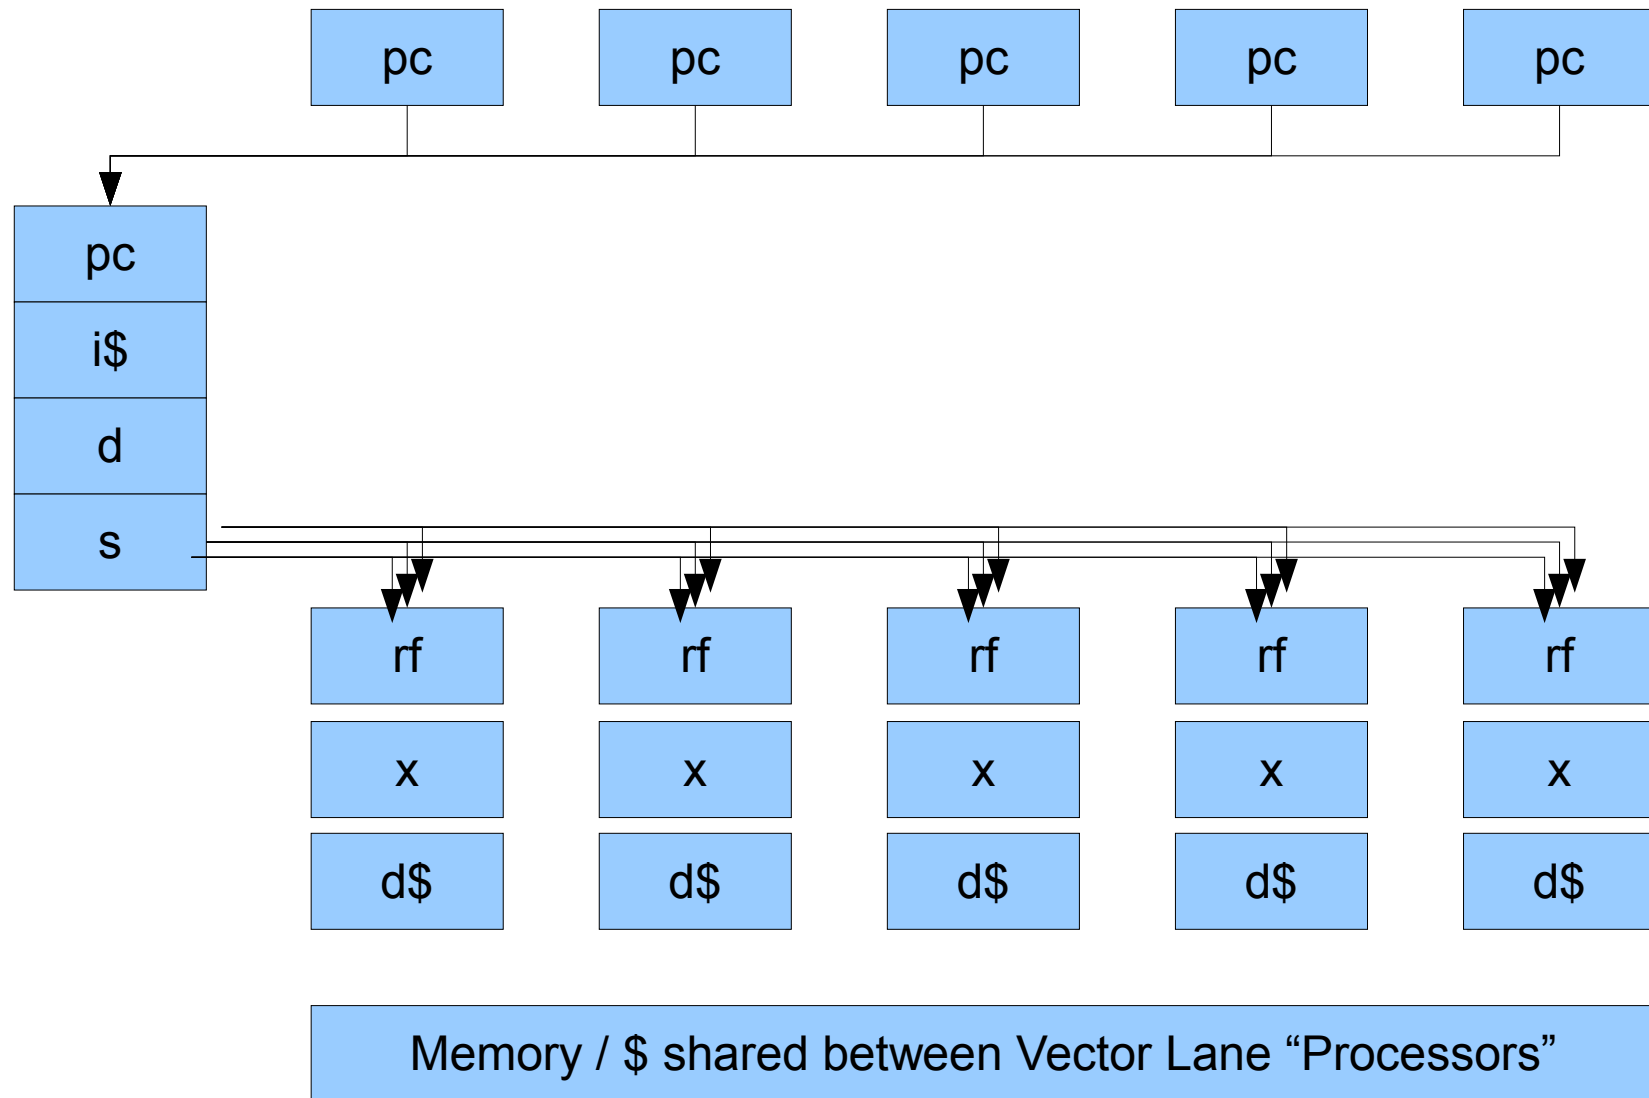 pc pc pc pc pc
pc
i$
d
s
rf rf rf rf rf
x x x x x
d$ d$ d$ d$ d$
Memory / $ shared between Vector Lane “Processors”